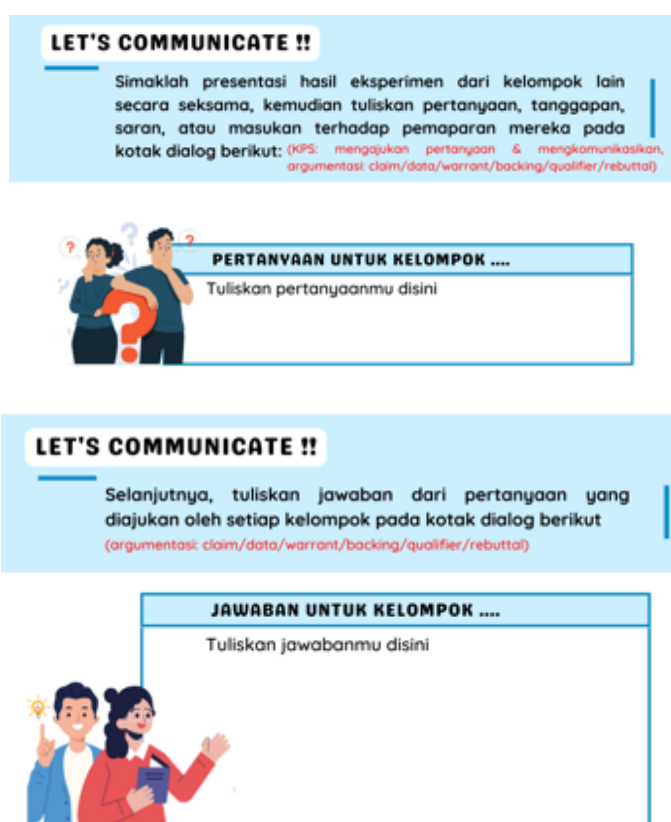 LET'S COMMUNICATE !!
Simaklah presentasi hasil eksperimen dari kelompok lain
secara seksama, kemudian tuliskan pertanyaan, tanggapan,
saran, atau masukan terhadap pemaparan mereka pada
kotak dialog berikut: (KPS: mengajukan pertanyaan & mengkomunikasikan,
argumentasi: claim/data/warrant/backing/qualifier/rebuttal)
? ? ?
PERTANYAAN UNTUK KELOMPOK ....
Tuliskan pertanyaanmu disini
?
LET'S COMMUNICATE !!
Selanjutnya, tuliskan jawaban dari pertanyaan yang
diajukan oleh setiap kelompok pada kotak dialog berikut
(argumentasi: claim/data/warrant/backing/qualifier/rebuttal)
JAWABAN UNTUK KELOMPOK ....
Tuliskan jawabanmu disini